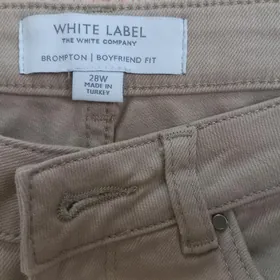 WHITE LABEL
THE WHITE COMPANY
BROMPTON | BOYFRIEND FIT
28W
MADE IN
TURKEY